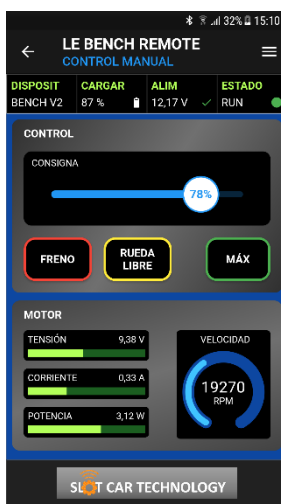 32% 15:10
LE BENCH REMOTE
CONTROL MANUAL
DISPOSIT CARGAR ALIM ESTADO
BENCH V2 87 % 12,17 V RUN
CONTROL
CONSIGNA
78%
FRENO
RUEDA
LIBRE
MÁX
MOTOR
TENSIÓN 9,38 V
CORRIENTE 0,33 A
POTENCIA 3,12 W
VELOCIDAD
19270
RPM
SLOT CAR TECHNOLOGY